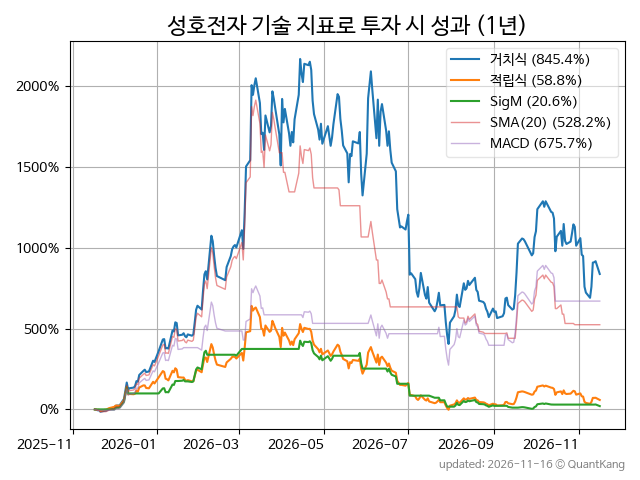 성호전자 기술 지표로 투자 시 성과 (1년)
거치식 (845.4%)
적립식 (58.8%)
SigM (20.6%)
SMA(20) (528.2%)
MACD (675.7%)
2000%
1500%
1000%
500%
0%
2025-11
2026-01
2026-03
2026-05
2026-07
2026-09
2026-11
updated: 2026-11-16 @ QuantKang